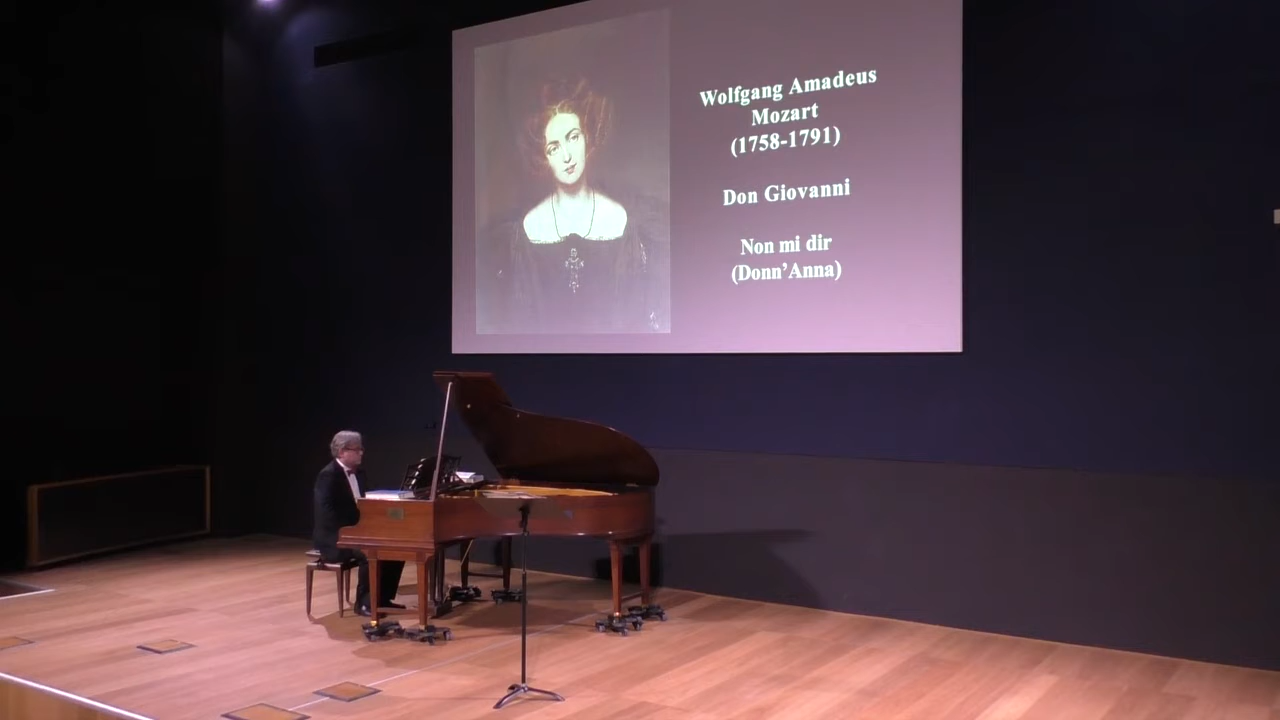 Wolfgang Amadeus
Mozart
(1758-1791)
Don Giovanni
Non mi dir
(Donn'Anna)